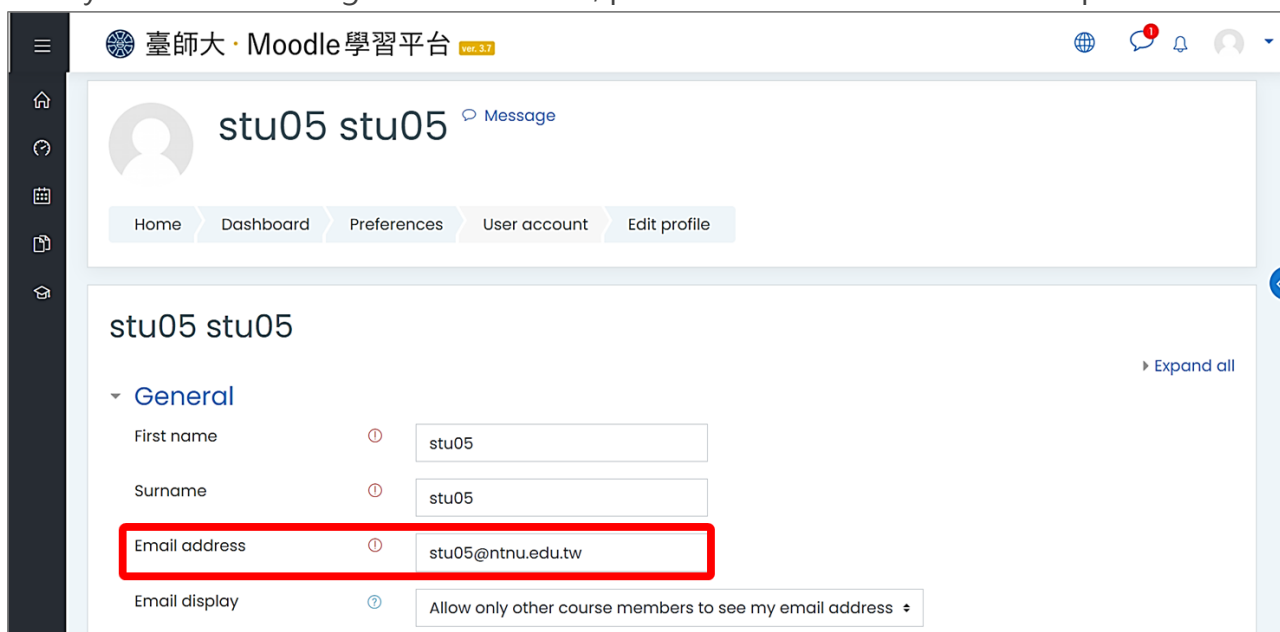 臺師大·Moodle學習平台 ver. 3.7
1
stu05 stu05 Message
Home Dashboard Preferences User account Edit profile
stu05 stu05
Expand all
General
First name stu05
Surname stu05
Email address stu05@ntnu.edu.tw
Email display Allow only other course members to see my email address